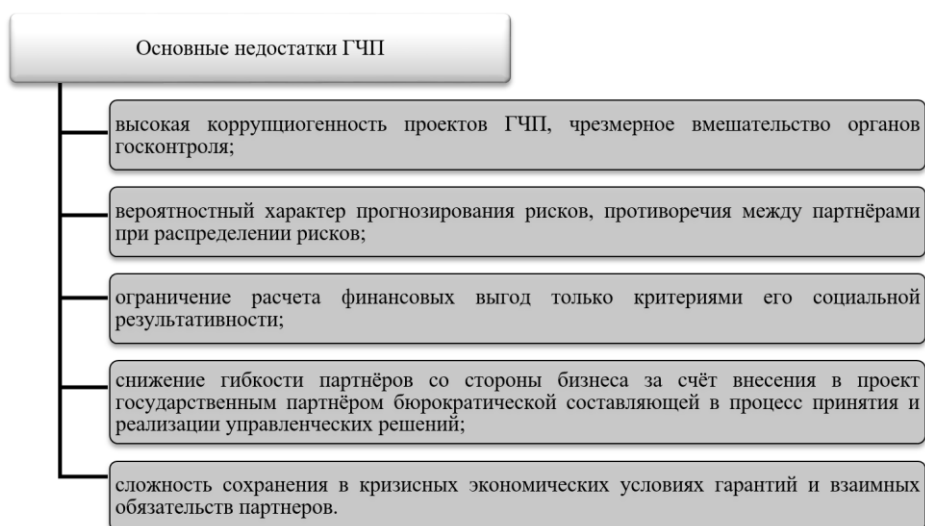 Основные недостатки ГЧП
высокая коррупциогенность проектов ГЧП, чрезмерное вмешательство органов
госконтроля;
вероятностный характер прогнозирования рисков, противоречия между партнёрами
при распределении рисков;
ограничение расчета финансовых выгод только критериями его социальной
результативности;
снижение гибкости партнёров со стороны бизнеса за счёт внесения в проект
государственным партнёром бюрократической составляющей в процесс принятия и
реализации управленческих решений;
сложность сохранения в кризисных экономических условиях гарантий и взаимных
обязательств партнеров.